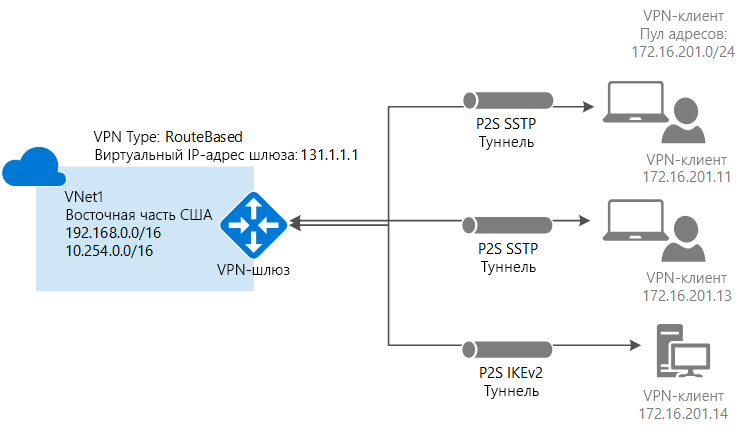 VPN-клиент
Пул адресов:
172.16.201.0/24
P2S SSTP
Туннель
VPN-клиент
172.16.201.11
VPN Type: RouteBased
Виртуальный IP-адрес шлюза: 131.1.1.1
VNet1
Восточная часть США
192.168.0.0/16
10.254.0.0/16
VPN-шлюз
P2S SSTP
Туннель
VPN-клиент
172.16.201.13
P2S IKEv2
Туннель
VPN-клиент
172.16.201.14